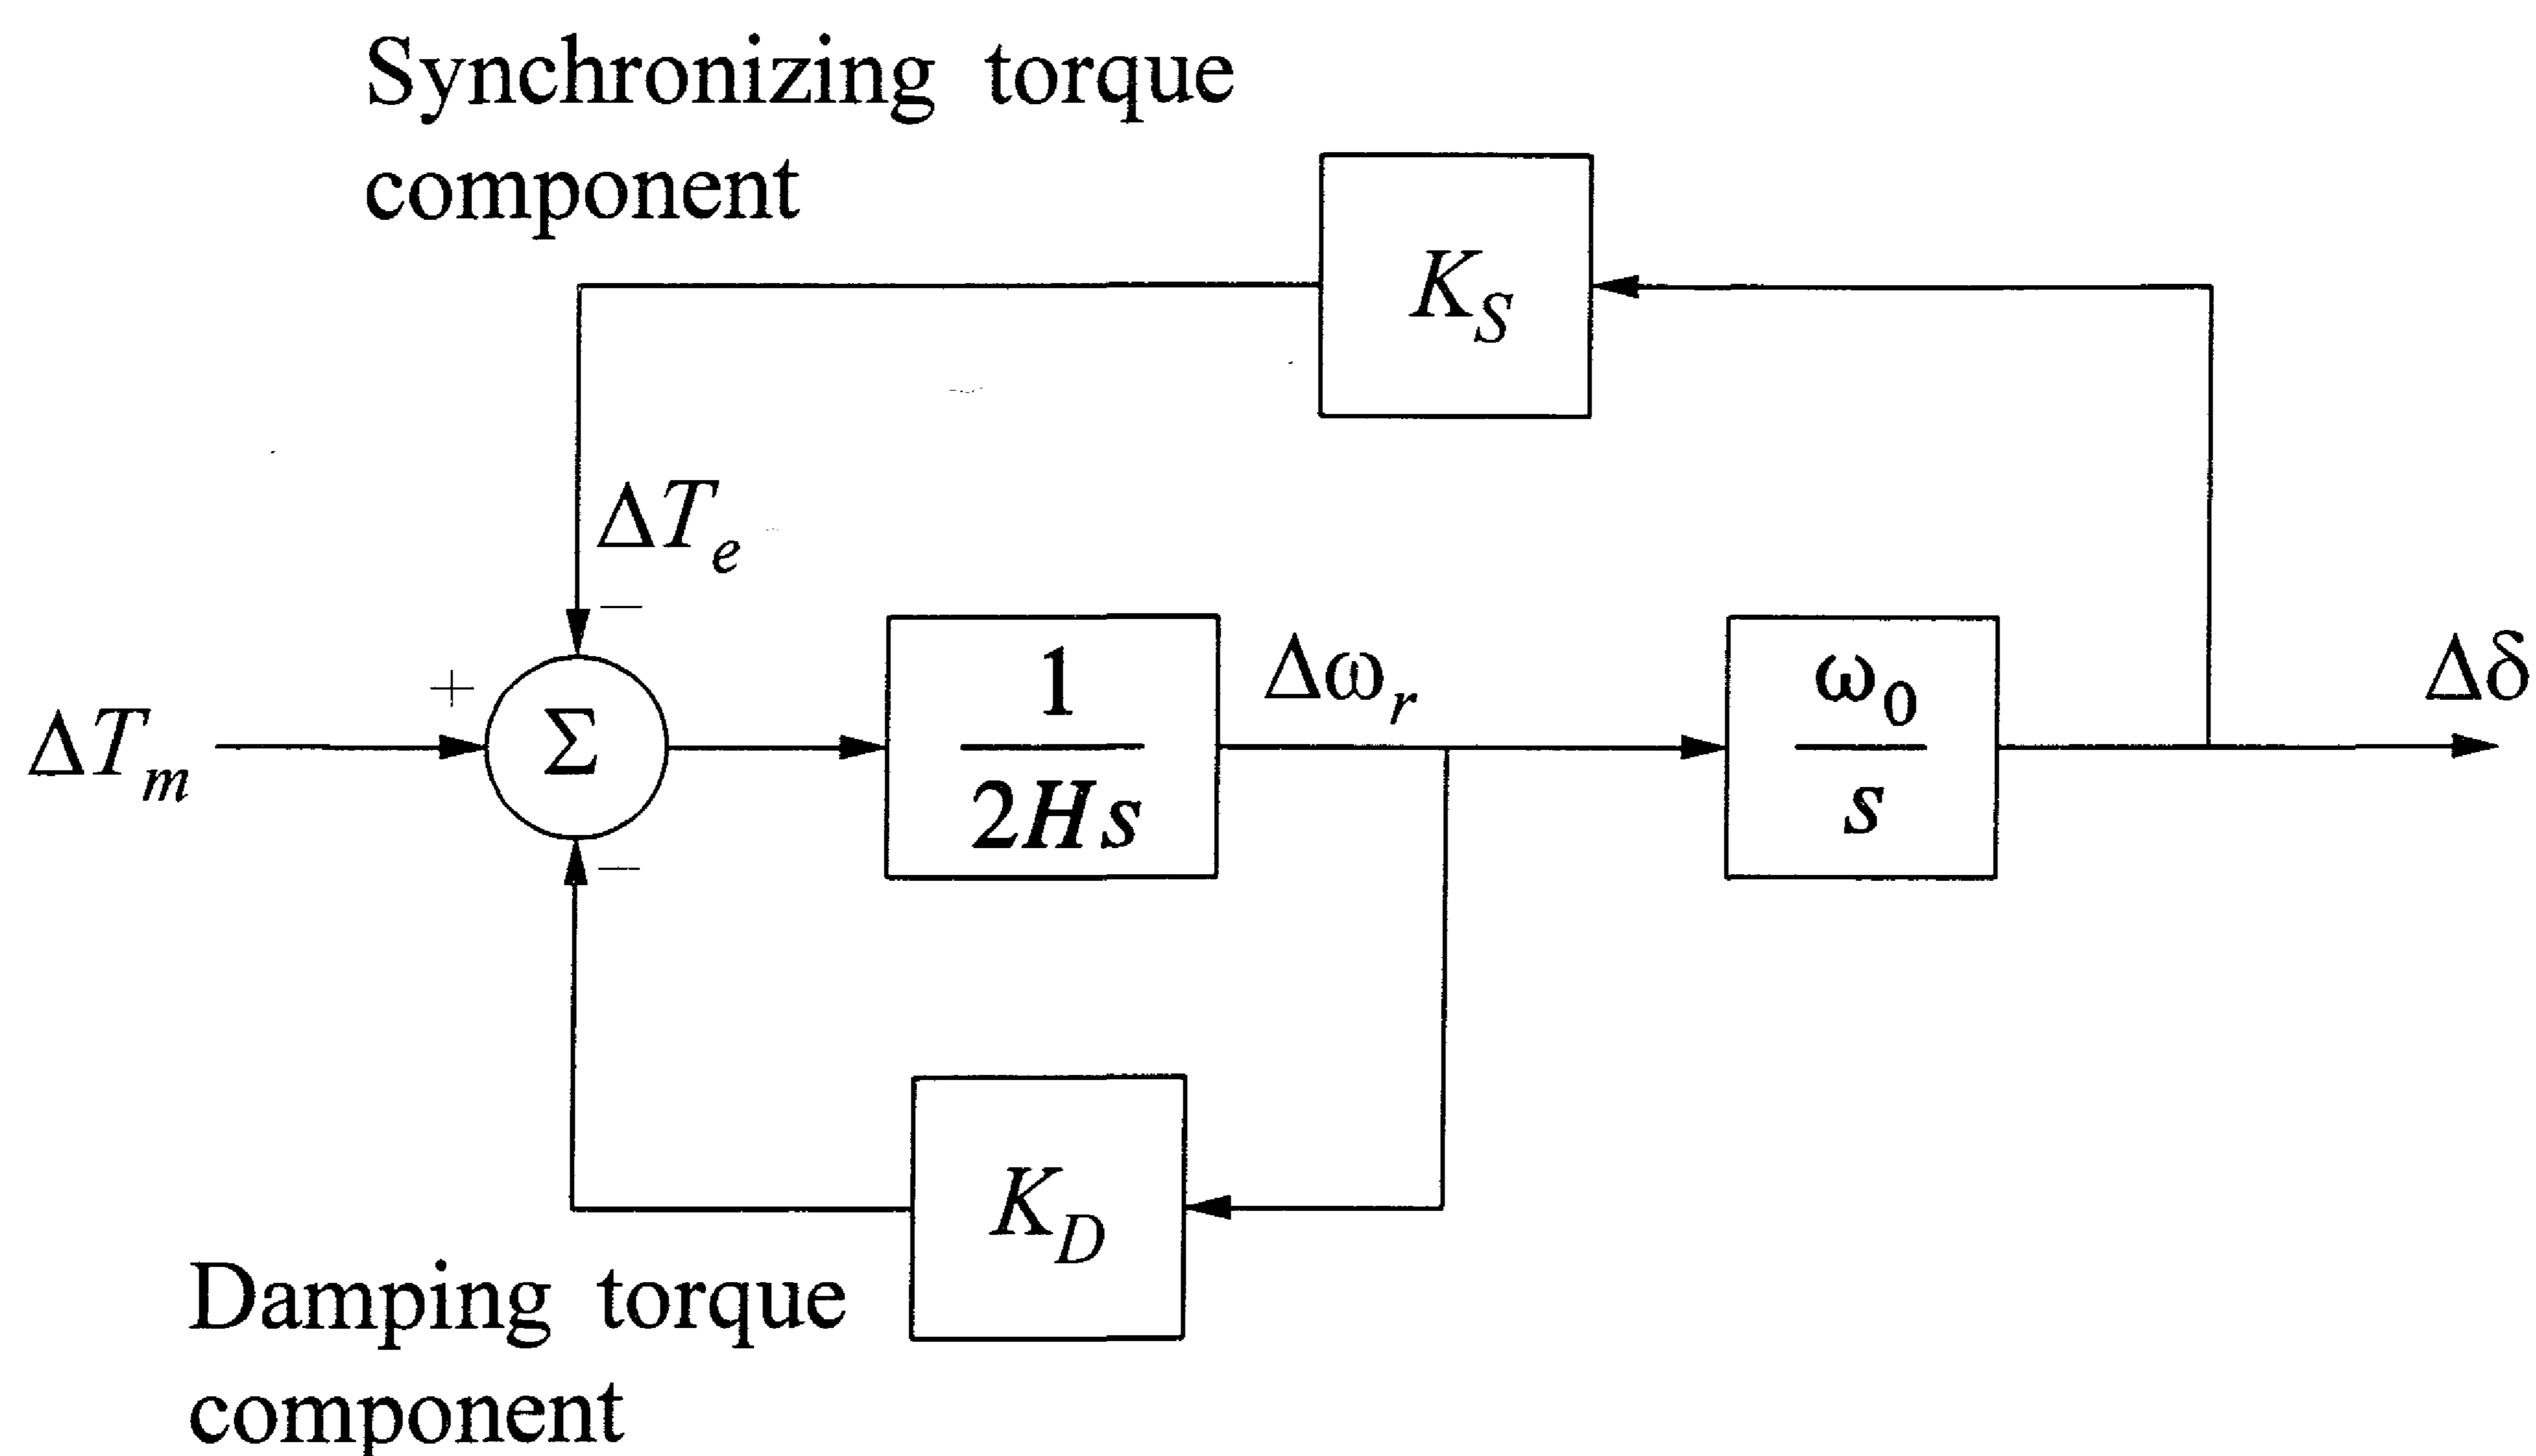 Synchronizing torque
component
K_S
ΔT_e
−
+
ΔT_m
Σ
1
2Hs
Δω_r
ω_0
s
Δδ
−
K_D
Damping torque
component